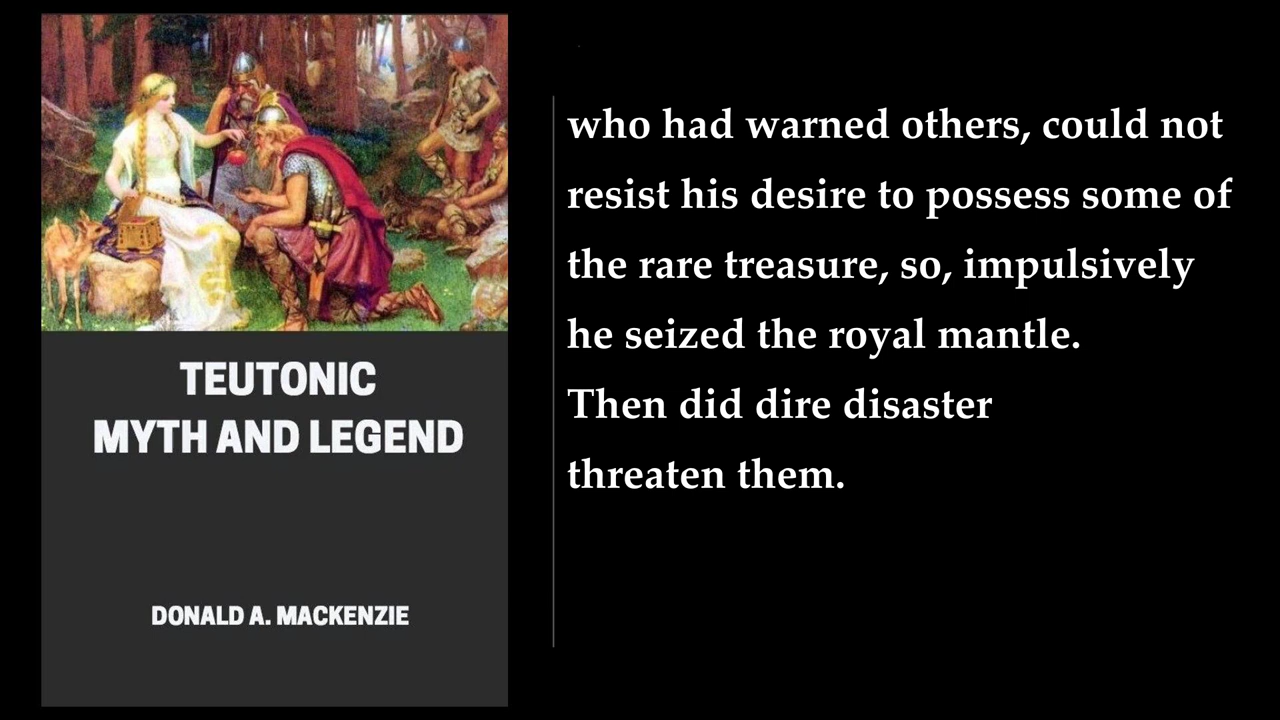 TEUTONIC
MYTH AND LEGEND
DONALD A. MACKENZIE
who had warned others, could not
resist his desire to possess some of
the rare treasure, so, impulsively
he seized the royal mantle.
Then did dire disaster
threaten them.